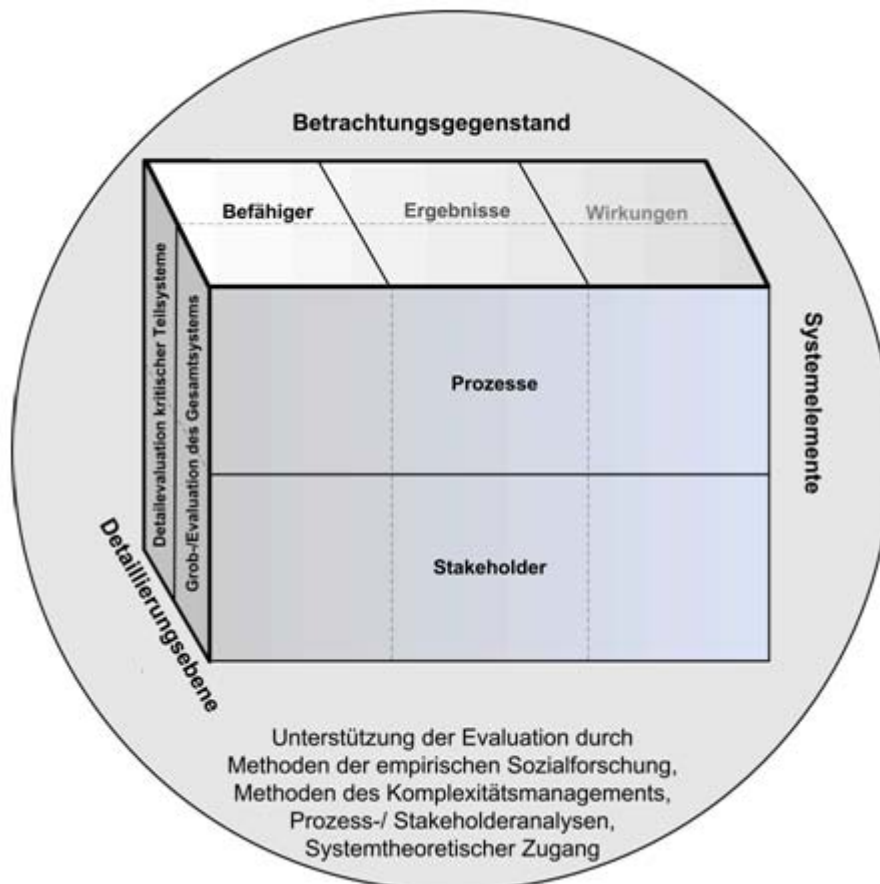 Betrachtungsgegenstand
Befähiger
Ergebnisse
Wirkungen
Detailevaluation kritischer Teilsysteme
Grob-/Evaluation des Gesamtsystems
Prozesse
Systemelemente
Stakeholder
Detaillierungsebene
Unterstützung der Evaluation durch
Methoden der empirischen Sozialforschung,
Methoden des Komplexitätsmanagements,
Prozess-/ Stakeholderanalysen,
Systemtheoretischer Zugang